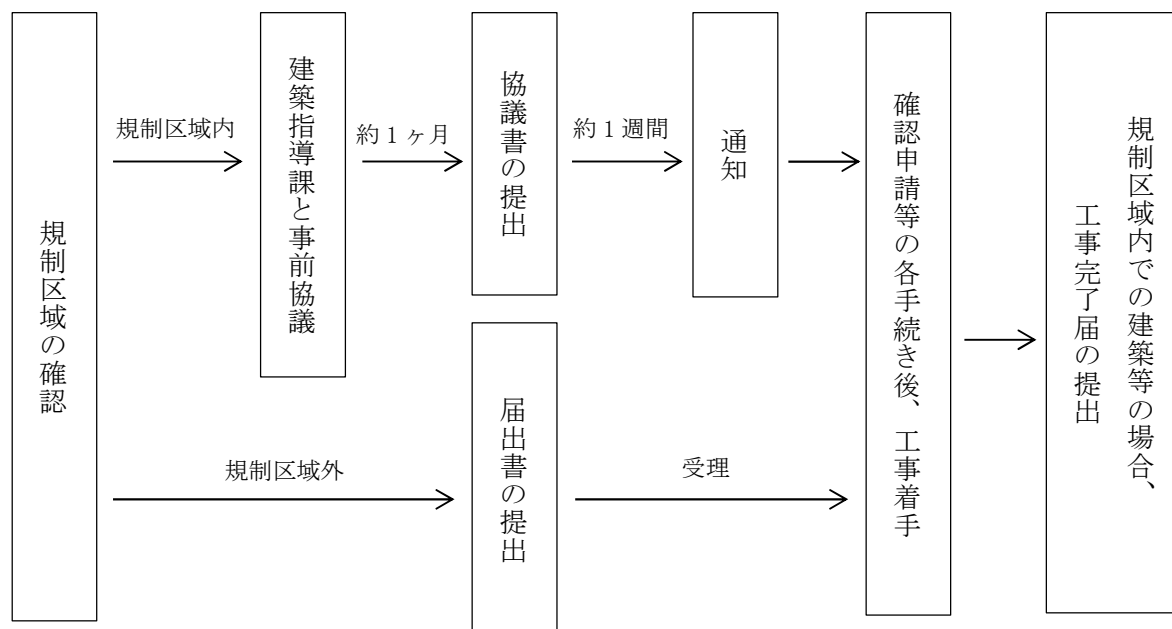 規制区域の確認
規制区域内
建築指導課と事前協議
約1ヶ月
協議書の提出
約1週間
通知
規制区域外
届出書の提出
受理
確認申請等の各手続き後、工事着手
規制区域内での建築等の場合、
工事完了届の提出